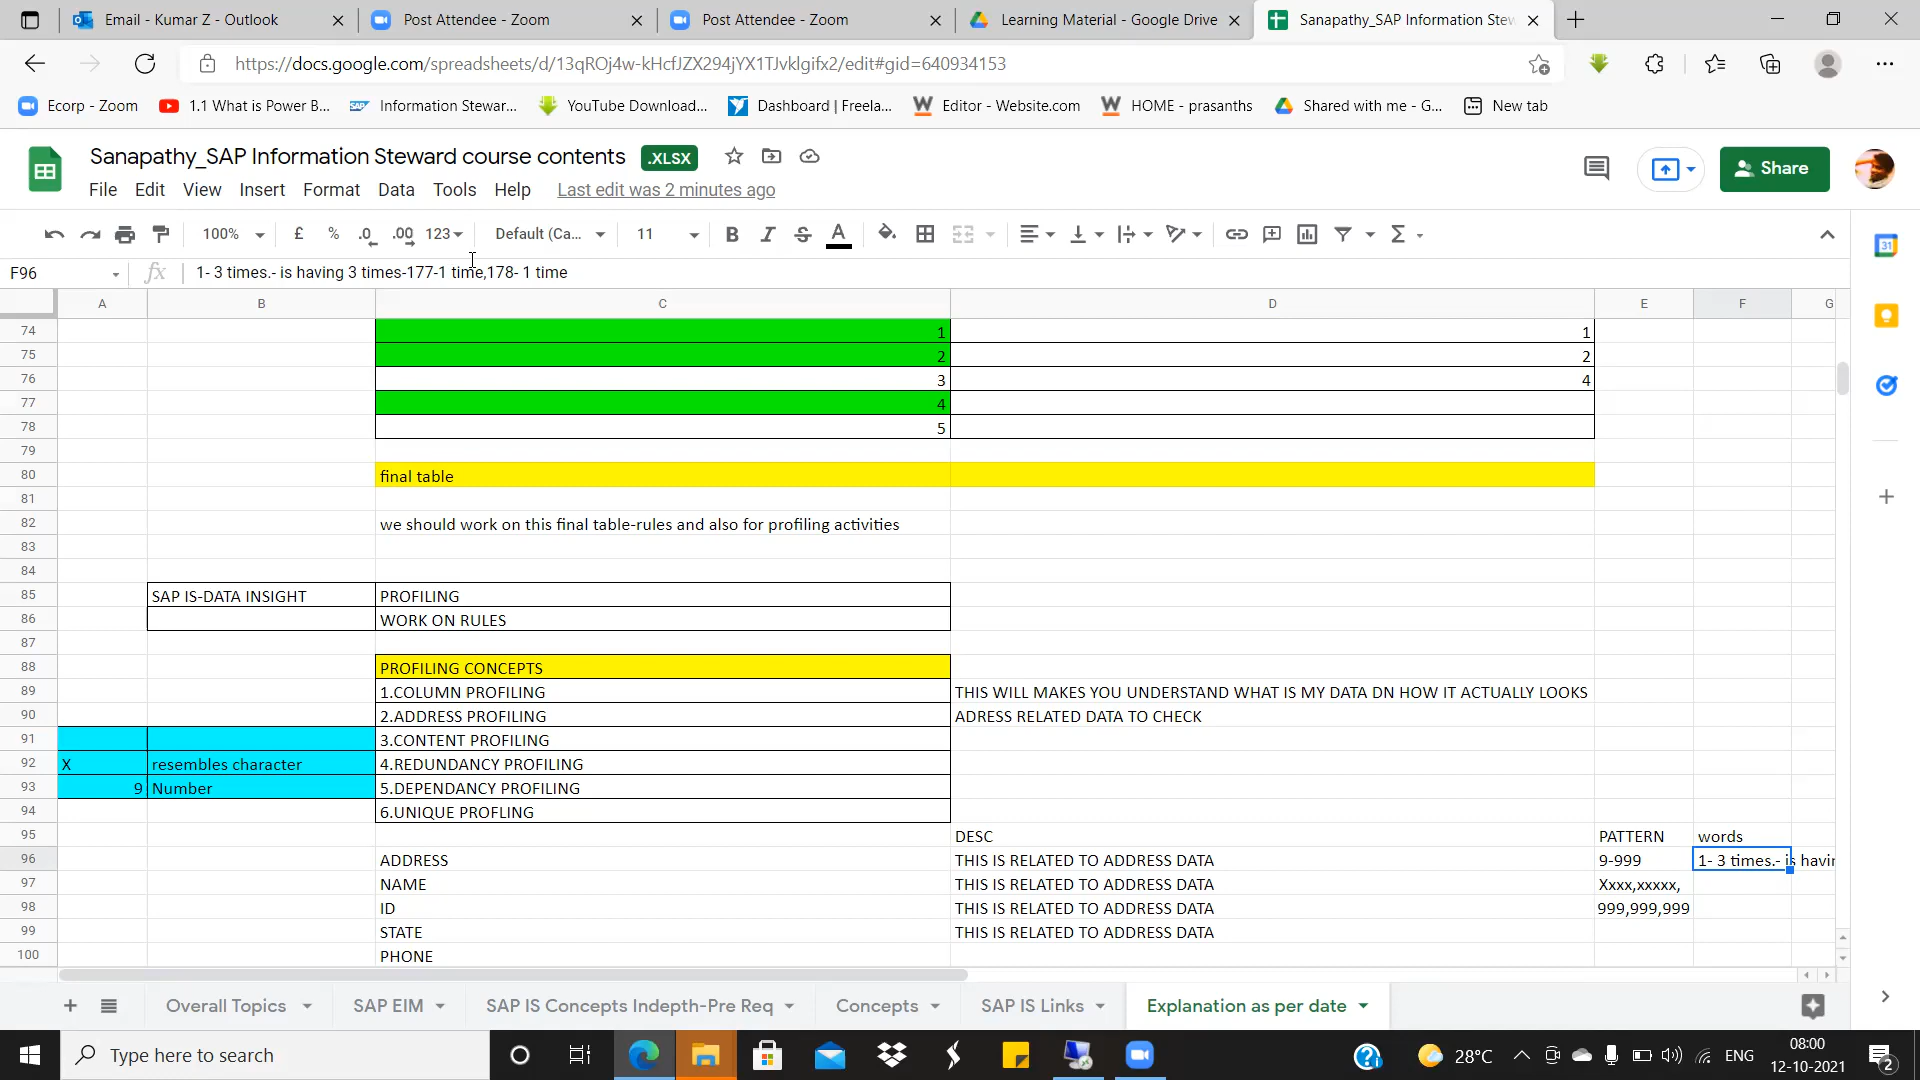 Email - Kumar Z - Outlook
Post Attendee - Zoom
Post Attendee - Zoom
Learning Material - Google Drive
Sanapathy_SAP Information Stew
https://docs.google.com/spreadsheets/d/13qROj4w-kHcfJZX294jYX1TJvklgifx2/edit#gid=640934153
Ecorp - Zoom
1.1 What is Power B...
Information Stewar...
YouTube Download...
Dashboard | Freela...
Editor - Website.com
HOME - prasanths
Shared with me - G...
New tab
Sanapathy_SAP Information Steward course contents .XLSX
Share
File Edit View Insert Format Data Tools Help Last edit was 2 minutes ago
100% £ % .0 .00 123 Default (Ca... 11 B I S A
F96 fx 1- 3 times.- is having 3 times-177-1 time,178- 1 time
A B C D E F G
74 1 1
75 2 2
76 3 4
77 4
78 5
79
80 final table
81
82 we should work on this final table-rules and also for profiling activities
83
84
85 SAP IS-DATA INSIGHT PROFILING
86 WORK ON RULES
87
88 PROFILING CONCEPTS
89 1.COLUMN PROFILING THIS WILL MAKES YOU UNDERSTAND WHAT IS MY DATA DN HOW IT ACTUALLY LOOKS
90 2.ADDRESS PROFILING ADRESS RELATED DATA TO CHECK
91 3.CONTENT PROFILING
92 X resembles character 4.REDUNDANCY PROFILING
93 9 Number 5.DEPENDANCY PROFILING
94 6.UNIQUE PROFLING
95 DESC PATTERN words
96 ADDRESS THIS IS RELATED TO ADDRESS DATA 9-999 1- 3 times.- is havin
97 NAME THIS IS RELATED TO ADDRESS DATA Xxxx,xxxxx,
98 ID THIS IS RELATED TO ADDRESS DATA 999,999,999
99 STATE THIS IS RELATED TO ADDRESS DATA
100 PHONE
Overall Topics SAP EIM SAP IS Concepts Indepth-Pre Req Concepts SAP IS Links Explanation as per date
Type here to search
28°C
ENG
08:00
12-10-2021
2